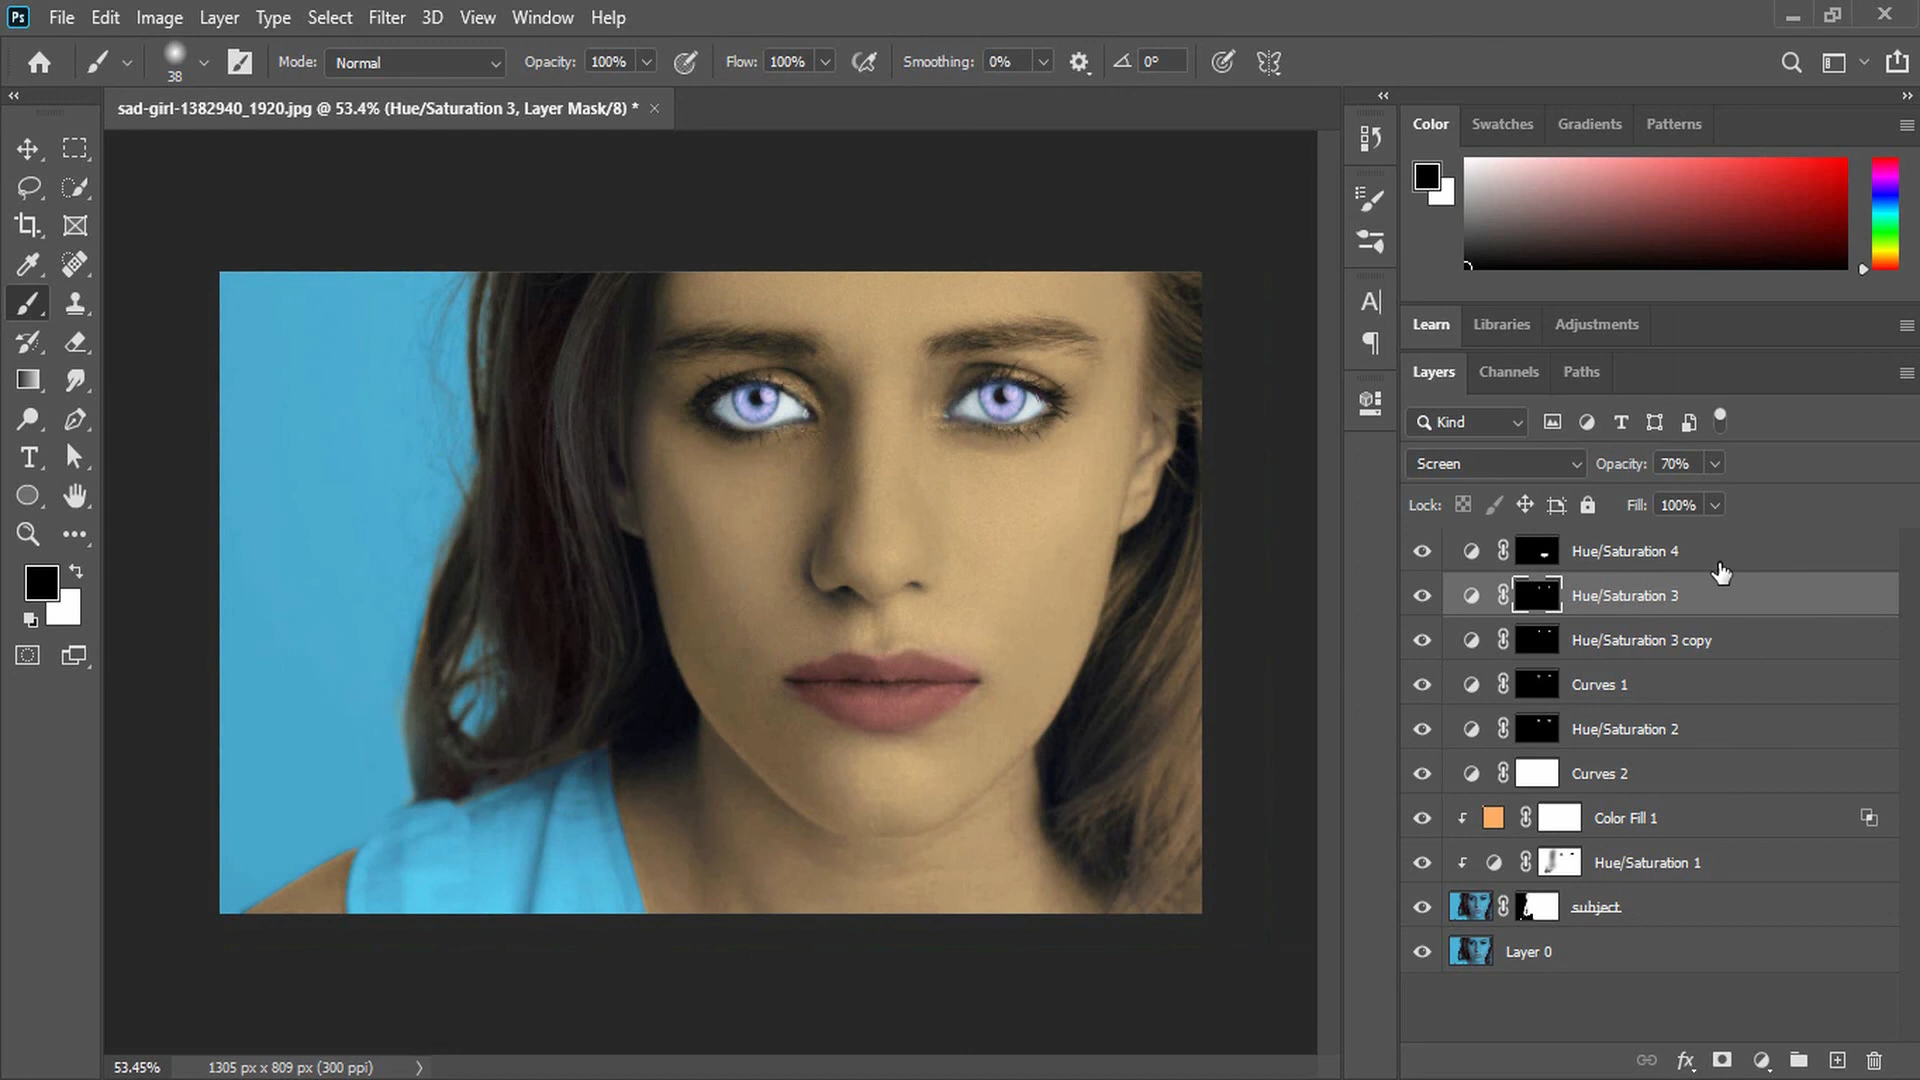 Ps File Edit Image Layer Type Select Filter 3D View Window Help
38 Mode: Normal Opacity: 100% Flow: 100% Smoothing: 0% 0°
sad-girl-1382940_1920.jpg @ 53.4% (Hue/Saturation 3, Layer Mask/8) *
Color Swatches Gradients Patterns
Learn Libraries Adjustments
Layers Channels Paths
Kind
Screen Opacity: 70%
Lock: Fill: 100%
Hue/Saturation 4
Hue/Saturation 3
Hue/Saturation 3 copy
Curves 1
Hue/Saturation 2
Curves 2
Color Fill 1
Hue/Saturation 1
subject
Layer 0
53.45% 1305 px x 809 px (300 ppi)